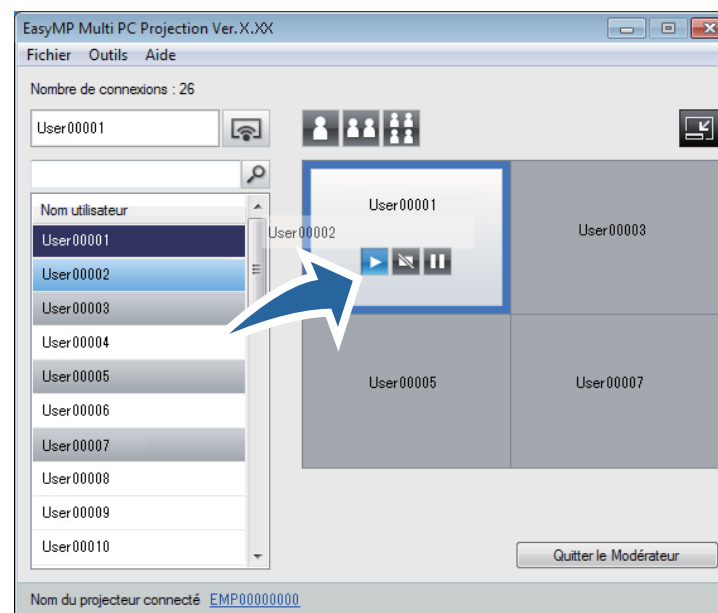 EasyMP Multi PC Projection Ver.X.XX
Fichier Outils Aide
Nombre de connexions : 26
User00001
Nom utilisateur
User00001
User00002
User00003
User00004
User00005
User00006
User00007
User00008
User00009
User00010
User00002
User00001
User00003
User00005
User00007
Quitter le Modérateur
Nom du projecteur connecté EMP00000000